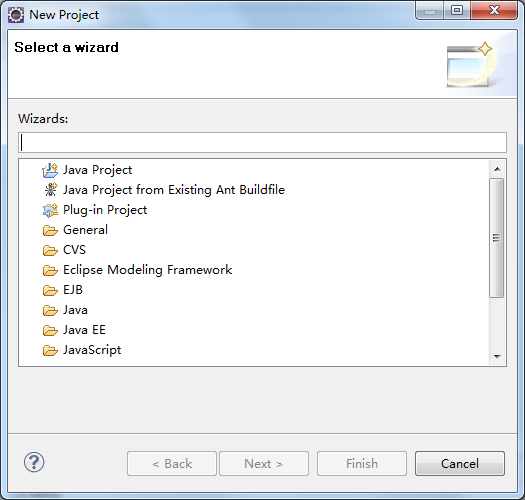 New Project
Select a wizard
Wizards:
Java Project
Java Project from Existing Ant Buildfile
Plug-in Project
General
CVS
Eclipse Modeling Framework
EJB
Java
Java EE
JavaScript
?
< Back
Next >
Finish
Cancel